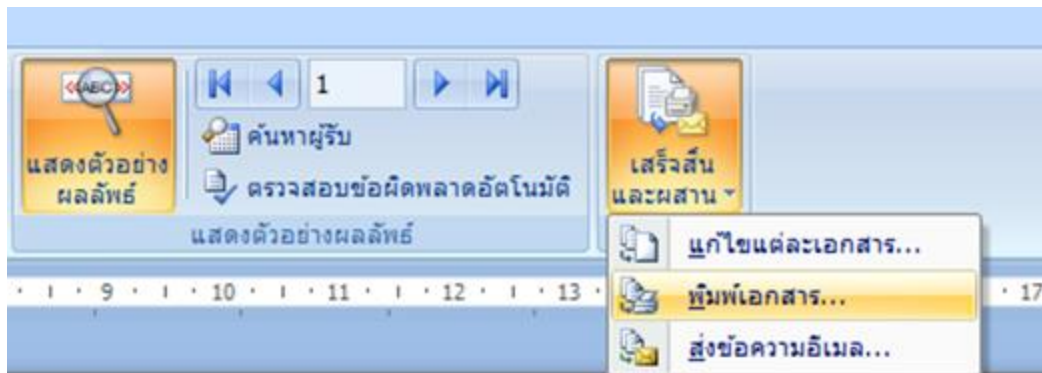 «ABC»
แสดงตัวอย่าง
ผลลัพธ์
1
ค้นหาผู้รับ
ตรวจสอบข้อผิดพลาดอัตโนมัติ
แสดงตัวอย่างผลลัพธ์
เสร็จสิ้น
และผสาน
แก้ไขแต่ละเอกสาร...
พิมพ์เอกสาร...
ส่งข้อความอีเมล...
9 10 11 12 13 17